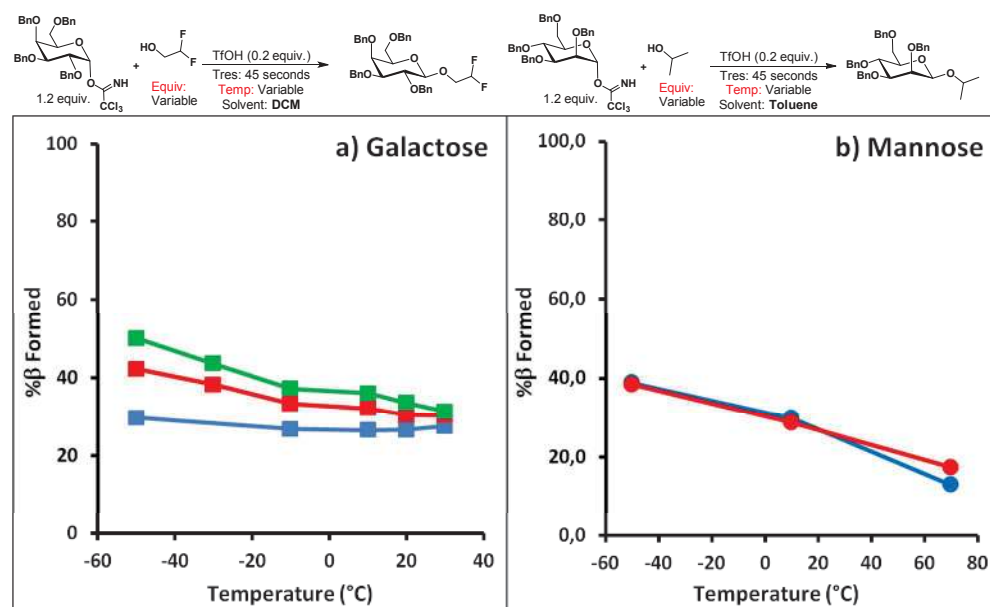 BnO OBn
BnO
OBn
O
BnO
O
NH
CCl3
1.2 equiv.
+
HO
F
F
Equiv:
Variable
TfOH (0.2 equiv.)
Tres: 45 seconds
Temp: Variable
Solvent: DCM
BnO OBn
O
BnO
O
OBn
F
F
BnO
OBn
BnO
O
BnO
O
NH
CCl3
1.2 equiv.
+
HO
Equiv:
Variable
TfOH (0.2 equiv.)
Tres: 45 seconds
Temp: Variable
Solvent: Toluene
BnO
OBn
BnO
O
BnO
O
a) Galactose
%β Formed
100
80
60
40
20
0
-60 -40 -20 0 20 40
Temperature (°C)
b) Mannose
%β Formed
100,0
80,0
60,0
40,0
20,0
0,0
-60 -40 -20 0 20 40 60 80
Temperature (°C)